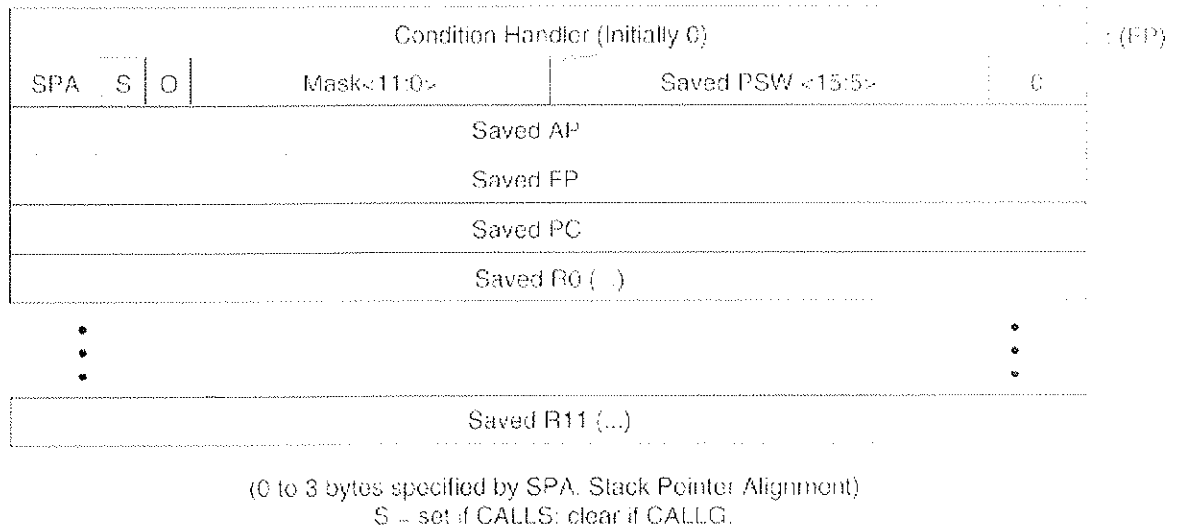 Condition Handler (Initially 0) : (FP)
SPA S 0 Mask<11:0> Saved PSW <15:5> 0
Saved AP
Saved FP
Saved PC
Saved R0 (...)
Saved R11 (...)
(0 to 3 bytes specified by SPA, Stack Pointer Alignment)
S = set if CALLS; clear if CALLG.